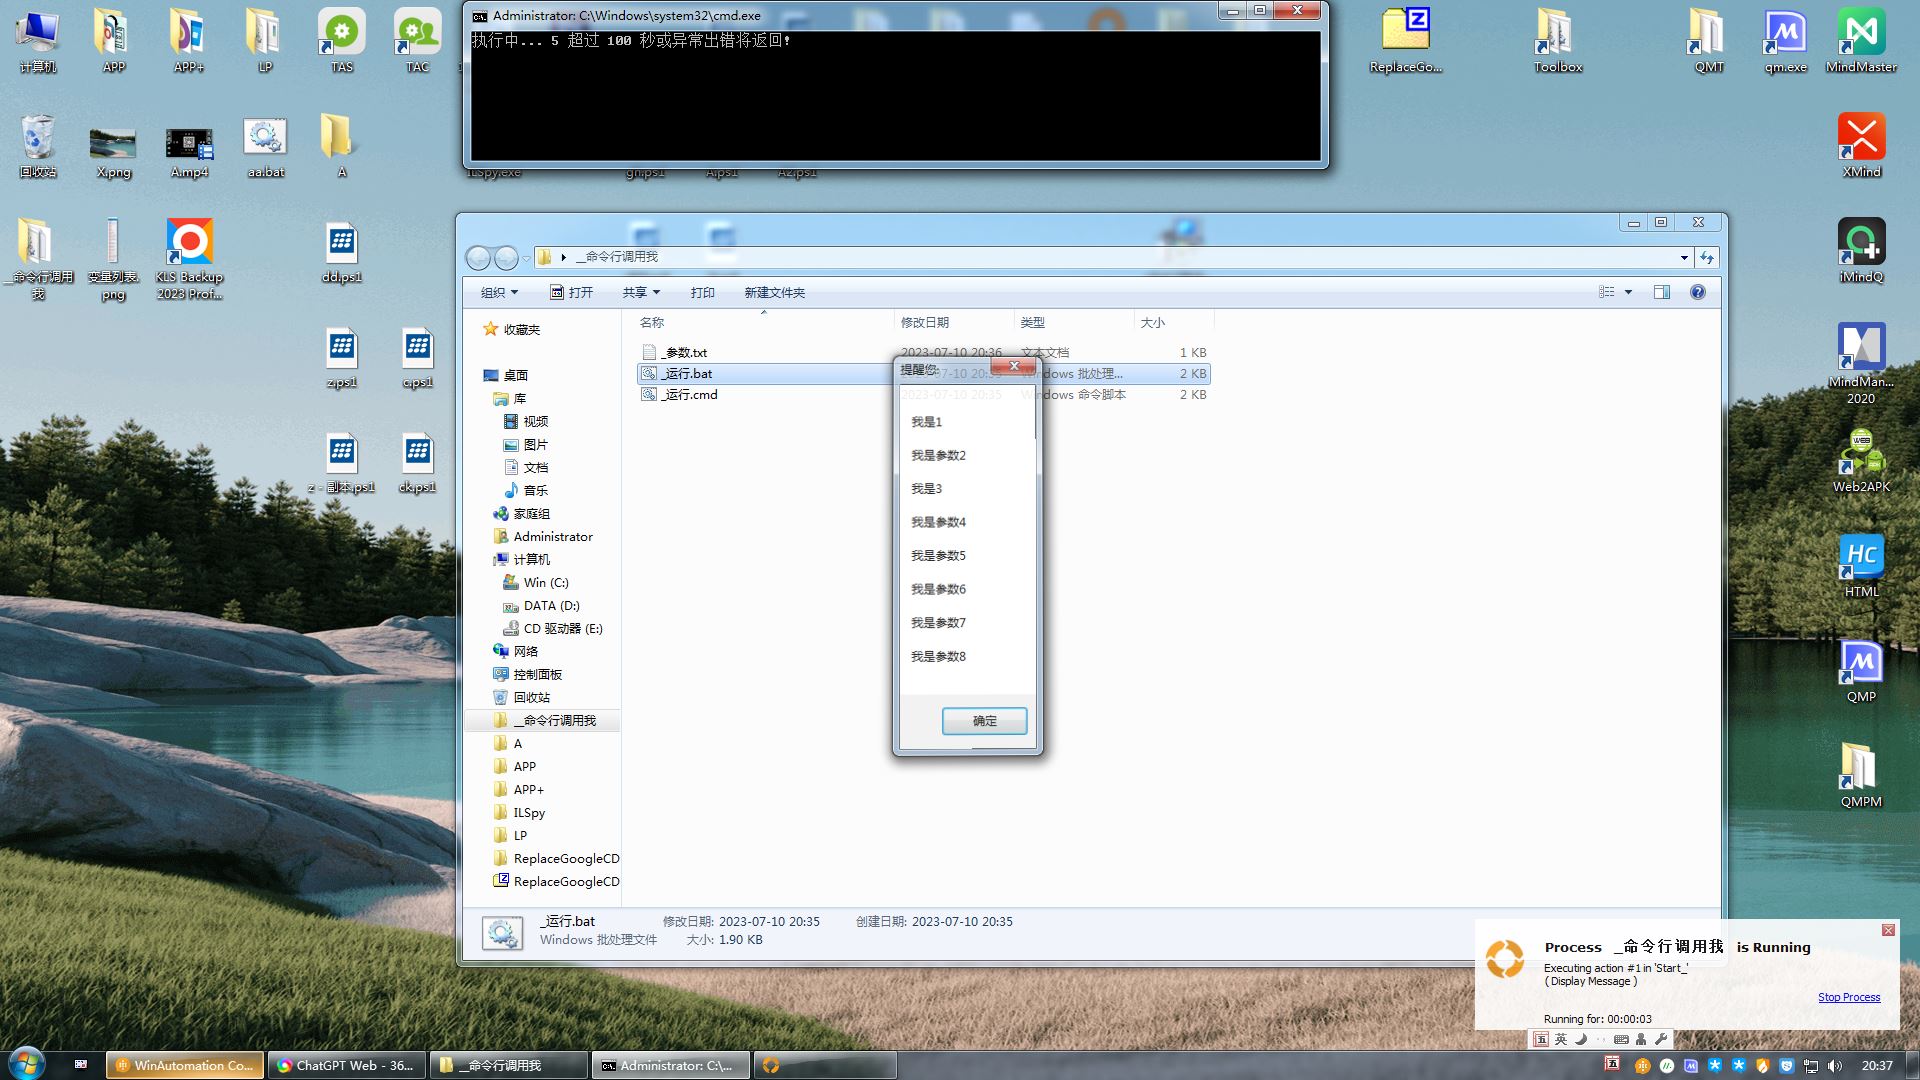 计算机
APP
APP+
LP
TAS
TAC
回收站
X.png
A.mp4
aa.bat
A
__命令行调用我
变量列表.png
KLS Backup 2023 Prof...
dd.ps1
z.ps1
c.ps1
z - 副本.ps1
ck.ps1
Administrator: C:\Windows\system32\cmd.exe
执行中... 5 超过 100 秒或异常出错将返回!
ILSpy.exe
gn.ps1
A.ps1
A2.ps1
ReplaceGo...
Toolbox
QMT
qm.exe
MindMaster
XMind
iMindQ
MindMan... 2020
Web2APK
HTML
QMP
QMPM
__命令行调用我
组织
打开
共享
打印
新建文件夹
名称
修改日期
类型
大小
_参数.txt
2023-07-10 20:36
文本文档
1 KB
_运行.bat
2023-07-10 20:35
Windows 批处理...
2 KB
_运行.cmd
2023-07-10 20:35
Windows 命令脚本
2 KB
收藏夹
桌面
库
视频
图片
文档
音乐
家庭组
Administrator
计算机
Win (C:)
DATA (D:)
CD 驱动器 (E:)
网络
控制面板
回收站
__命令行调用我
A
APP
APP+
ILSpy
LP
ReplaceGoogleCD
ReplaceGoogleCD
提醒您:
我是1
我是参数2
我是3
我是参数4
我是参数5
我是参数6
我是参数7
我是参数8
确定
_运行.bat
修改日期: 2023-07-10 20:35
创建日期: 2023-07-10 20:35
Windows 批处理文件
大小: 1.90 KB
Process __命令行调用我 is Running
Executing action #1 in 'Start_'
( Display Message )
Stop Process
Running for: 00:00:03
五 英
WinAutomation Co...
ChatGPT Web - 36...
__命令行调用我
Administrator: C:\...
五
20:37